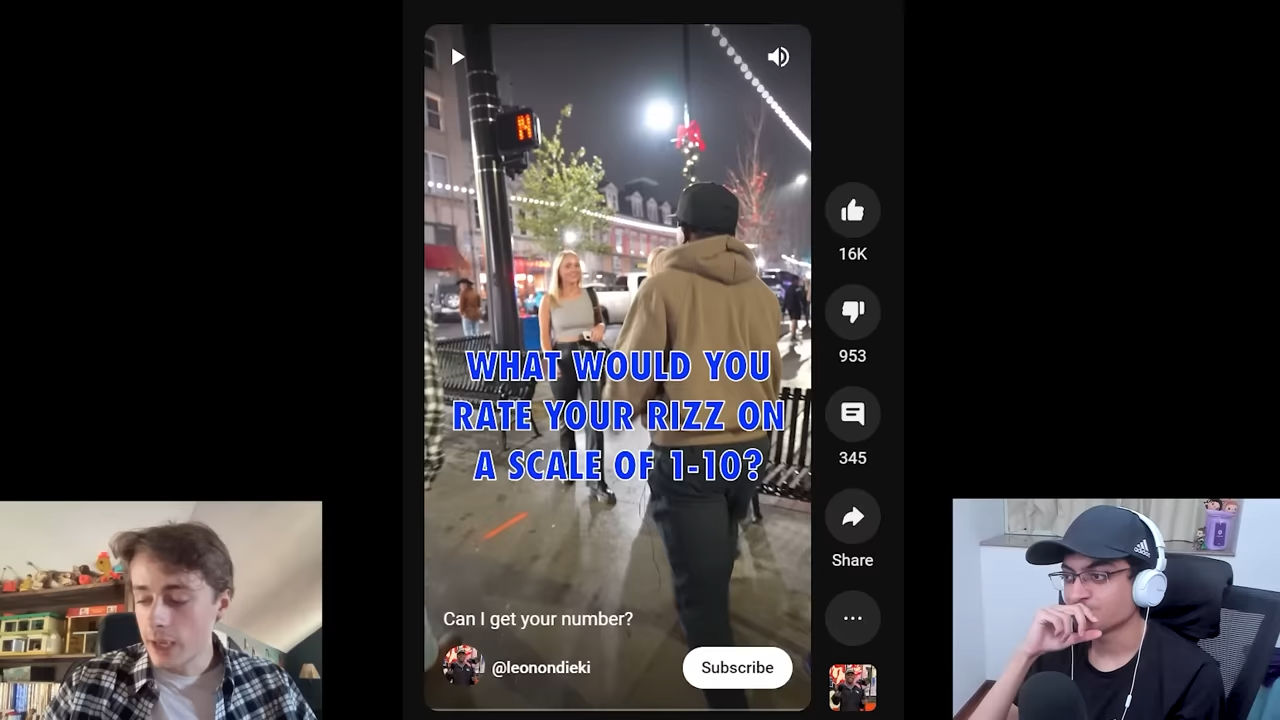 WHAT WOULD YOU
RATE YOUR RIZZ ON
A SCALE OF 1-10?
Can I get your number?
@leonondieki
Subscribe
16K
953
345
Share
adidas